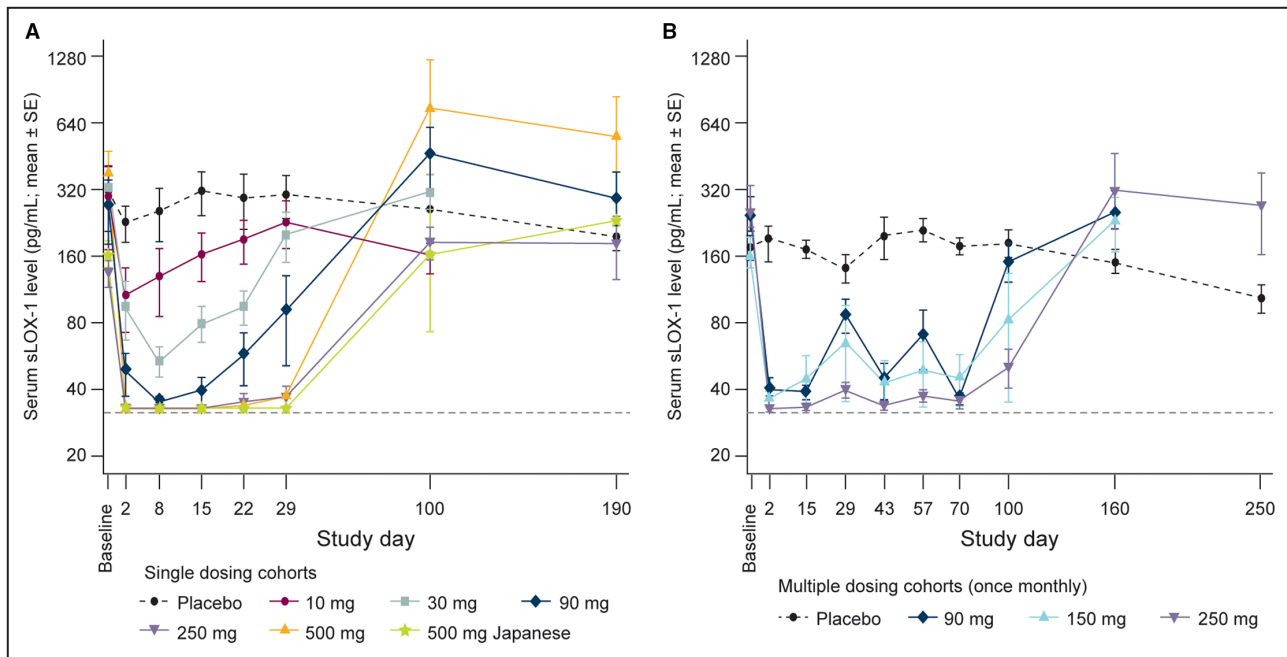 A
Serum sLOX-1 level (pg/mL; mean ± SE)
1280
640
320
160
80
40
20
Baseline
2 8 15 22 29 100 190
Study day
Single dosing cohorts
Placebo 10 mg 30 mg 90 mg
250 mg 500 mg 500 mg Japanese
B
Serum sLOX-1 level (pg/mL; mean ± SE)
1280
640
320
160
80
40
20
Baseline
2 15 29 43 57 70 100 160 250
Study day
Multiple dosing cohorts (once monthly)
Placebo 90 mg 150 mg 250 mg